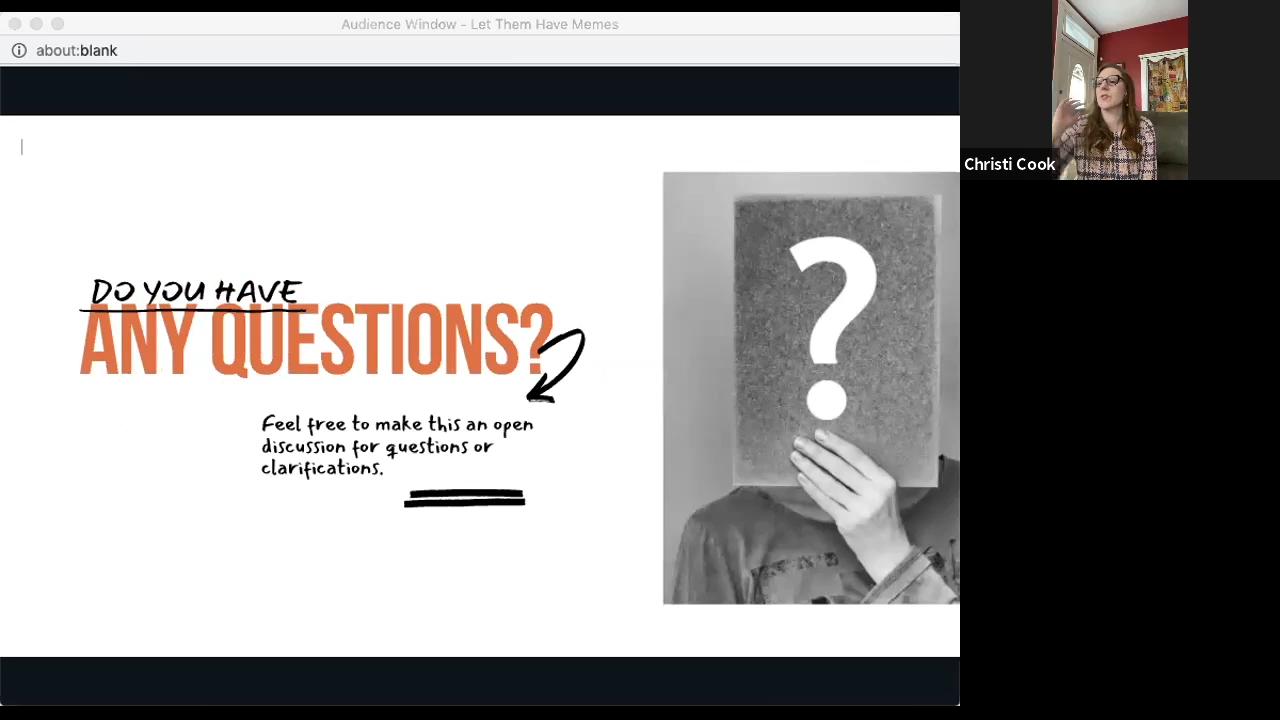 Audience Window - Let Them Have Memes
about:blank
DO YOU HAVE
ANY QUESTIONS?
Feel free to make this an open
discussion for questions or
clarifications.
?
Christi Cook